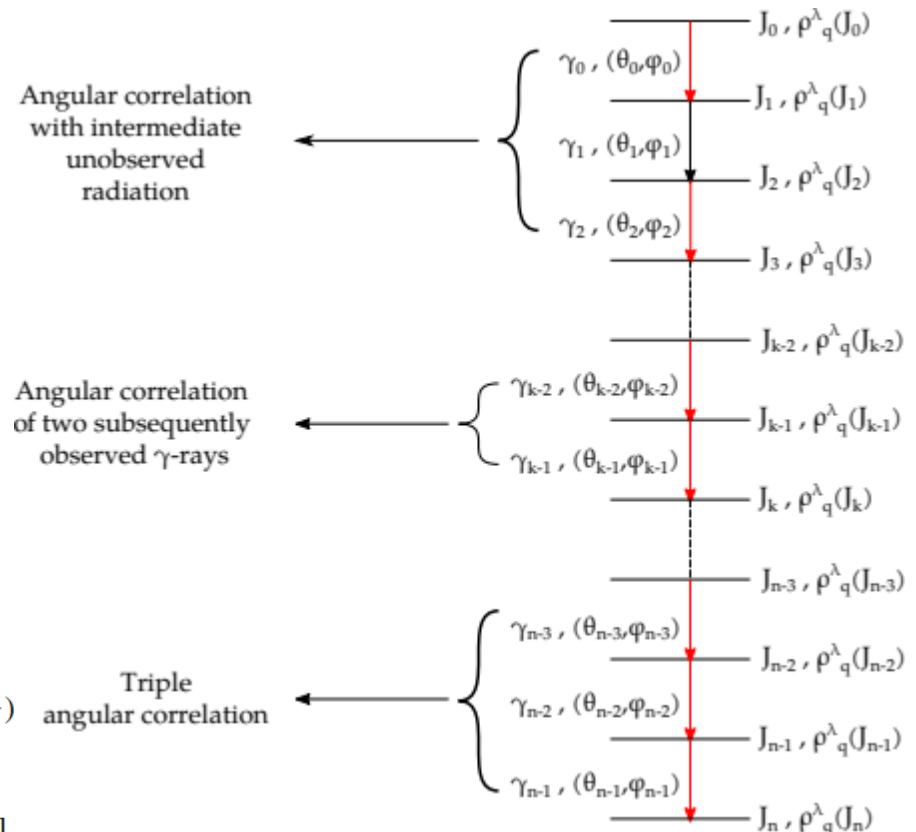 J₀ , ρ^λ_q(J₀)
γ₀ , (θ₀,φ₀)
Angular correlation
with intermediate
unobserved
radiation
J₁ , ρ^λ_q(J₁)
γ₁ , (θ₁,φ₁)
J₂ , ρ^λ_q(J₂)
γ₂ , (θ₂,φ₂)
J₃ , ρ^λ_q(J₃)
J_{k-2} , ρ^λ_q(J_{k-2})
Angular correlation
of two subsequently
observed γ-rays
γ_{k-2} , (θ_{k-2},φ_{k-2})
J_{k-1} , ρ^λ_q(J_{k-1})
γ_{k-1} , (θ_{k-1},φ_{k-1})
J_k , ρ^λ_q(J_k)
J_{n-3} , ρ^λ_q(J_{n-3})
γ_{n-3} , (θ_{n-3},φ_{n-3})
J_{n-2} , ρ^λ_q(J_{n-2})
Triple
angular correlation
)
γ_{n-2} , (θ_{n-2},φ_{n-2})
J_{n-1} , ρ^λ_q(J_{n-1})
γ_{n-1} , (θ_{n-1},φ_{n-1})
J_n , ρ^λ_q(J_n)